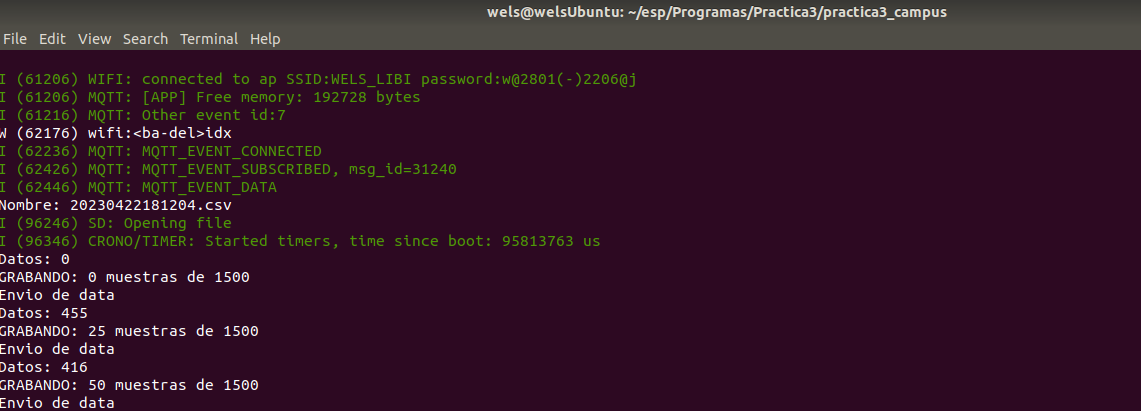 wels@welsUbuntu: ~/esp/Programas/Practica3/practica3_campus
File Edit View Search Terminal Help
I (61206) WIFI: connected to ap SSID:WELS_LIBI password:w@2801(-)2206@j
I (61206) MQTT: [APP] Free memory: 192728 bytes
I (61216) MQTT: Other event id:7
W (62176) wifi:<ba-del>idx
I (62236) MQTT: MQTT_EVENT_CONNECTED
I (62426) MQTT: MQTT_EVENT_SUBSCRIBED, msg_id=31240
I (62446) MQTT: MQTT_EVENT_DATA
Nombre: 20230422181204.csv
I (96246) SD: Opening file
I (96346) CRONO/TIMER: Started timers, time since boot: 95813763 us
Datos: 0
GRABANDO: 0 muestras de 1500
Envio de data
Datos: 455
GRABANDO: 25 muestras de 1500
Envio de data
Datos: 416
GRABANDO: 50 muestras de 1500
Envio de data